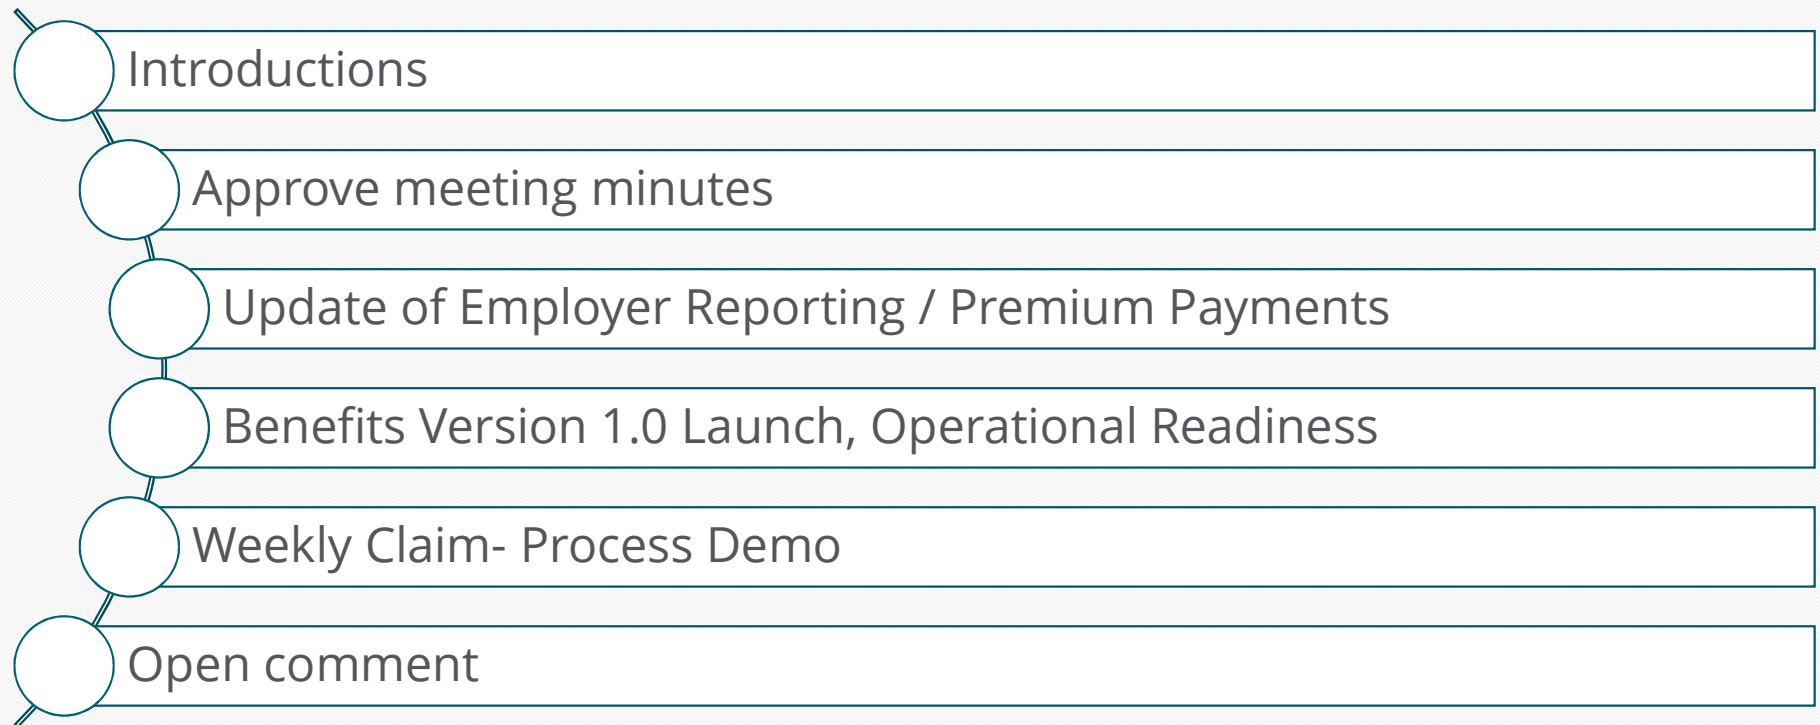 Introductions
Approve meeting minutes
Update of Employer Reporting / Premium Payments
Benefits Version 1.0 Launch, Operational Readiness
Weekly Claim- Process Demo
Open comment